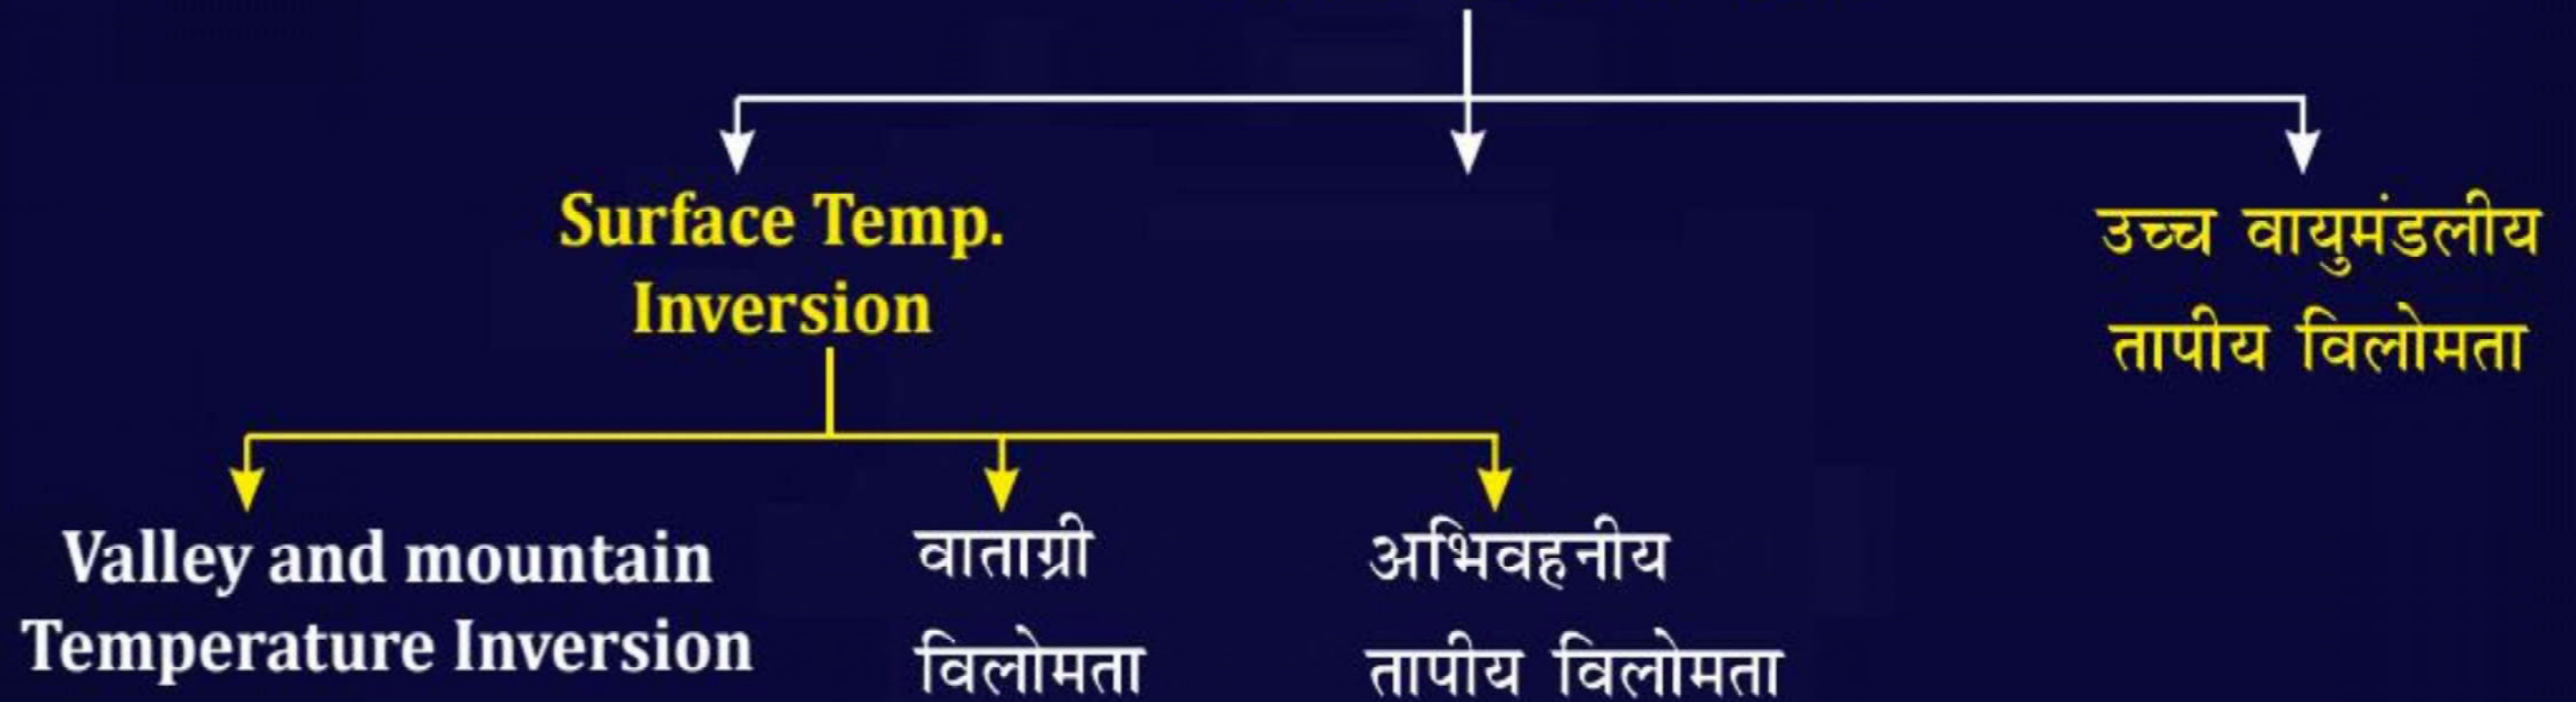 Surface Temp.
Inversion
उच्च वायुमंडलीय
तापीय विलोमता
Valley and mountain
Temperature Inversion
वाताग्री
विलोमता
अभिवहनीय
तापीय विलोमता